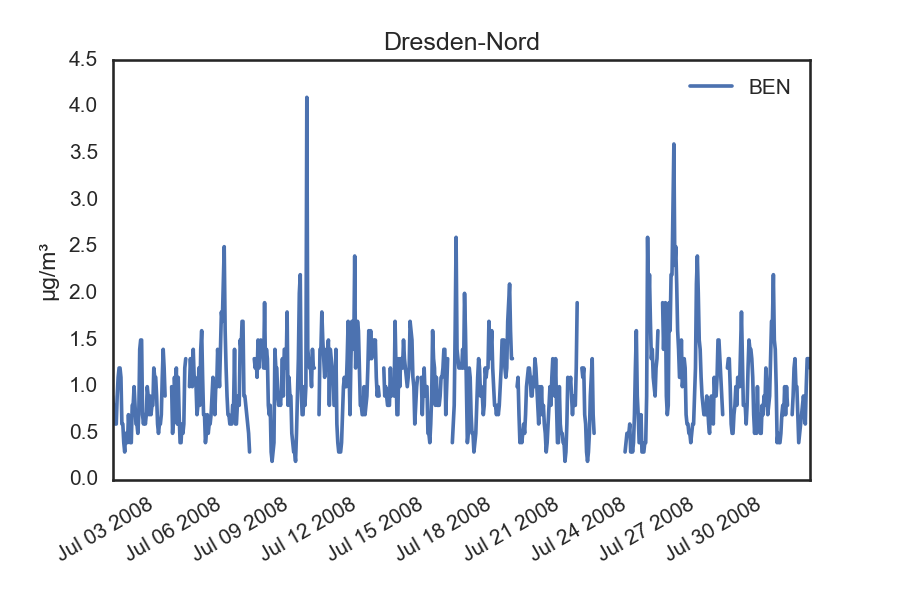 Dresden-Nord
4.5
4.0
3.5
3.0
2.5
2.0
1.5
1.0
0.5
0.0
µg/m³
BEN
Jul 03 2008
Jul 06 2008
Jul 09 2008
Jul 12 2008
Jul 15 2008
Jul 18 2008
Jul 21 2008
Jul 24 2008
Jul 27 2008
Jul 30 2008